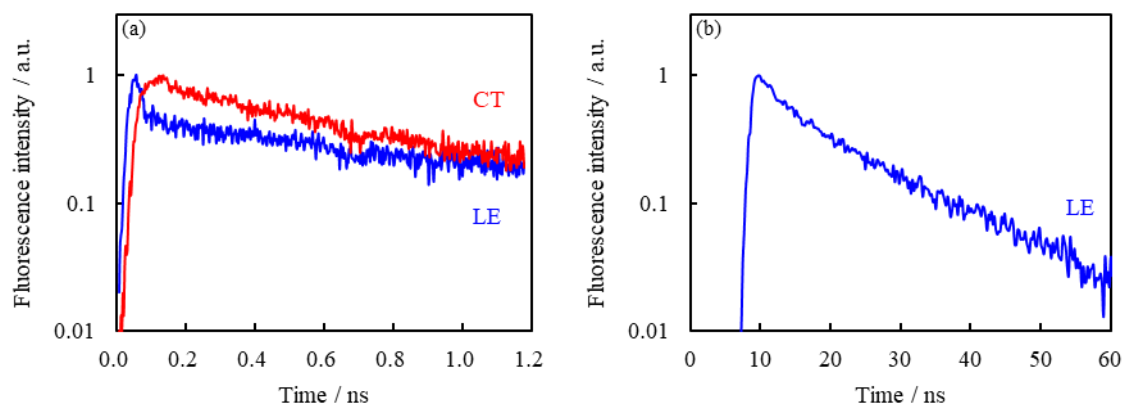 (a)
Fluorescence intensity / a.u.
1
0.1
0.01
CT
LE
0.0 0.2 0.4 0.6 0.8 1.0 1.2
Time / ns
(b)
Fluorescence intensity / a.u.
1
0.1
0.01
LE
0 10 20 30 40 50 60
Time / ns